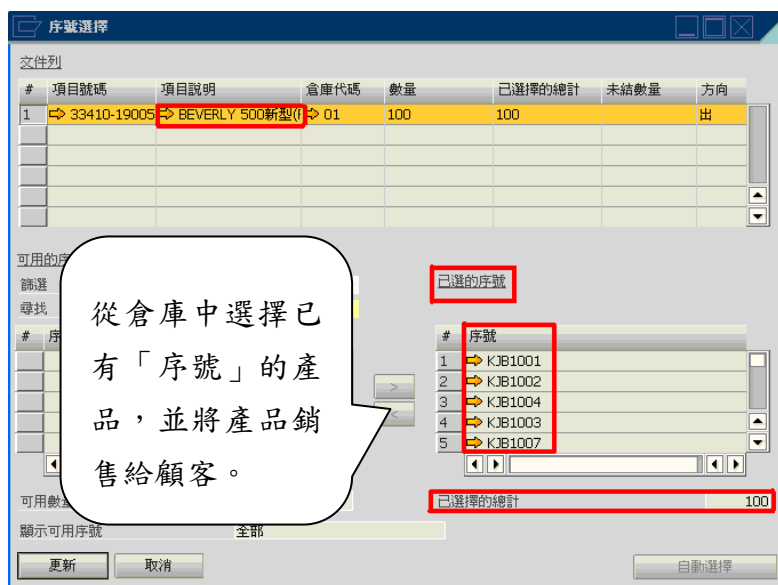 序號選擇
文件列
# 項目號碼 項目說明 倉庫代碼 數量 已選擇的總計 未結數量 方向
1 33410-19005 BEVERLY 500新型( 01 100 100 出
可用的序
篩選
尋找
# 序
已選的序號
# 序號
1 KJB1001
2 KJB1002
3 KJB1004
4 KJB1003
5 KJB1007
> 
<
從倉庫中選擇已
有「序號」的產
品，並將產品銷
售給顧客。
可用數
已選擇的總計 100
顯示可用序號 全部
更新 取消 自動選擇